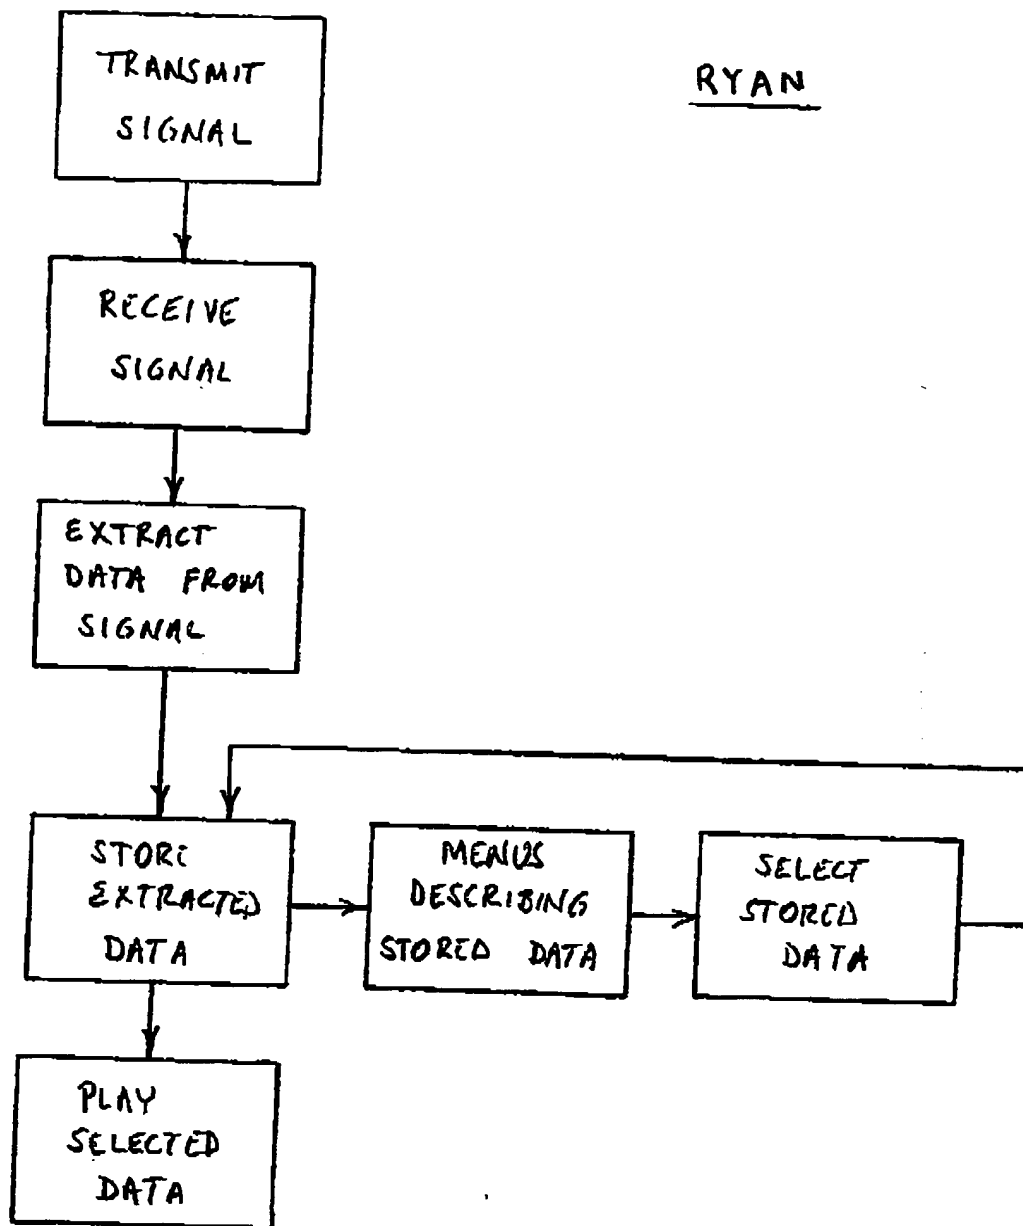 TRANSMIT
SIGNAL
RYAN
RECEIVE
SIGNAL
EXTRACT
DATA FROM
SIGNAL
STORE
EXTRACTED
DATA
MENUS
DESCRIBING
STORED DATA
SELECT
STORED
DATA
PLAY
SELECTED
DATA